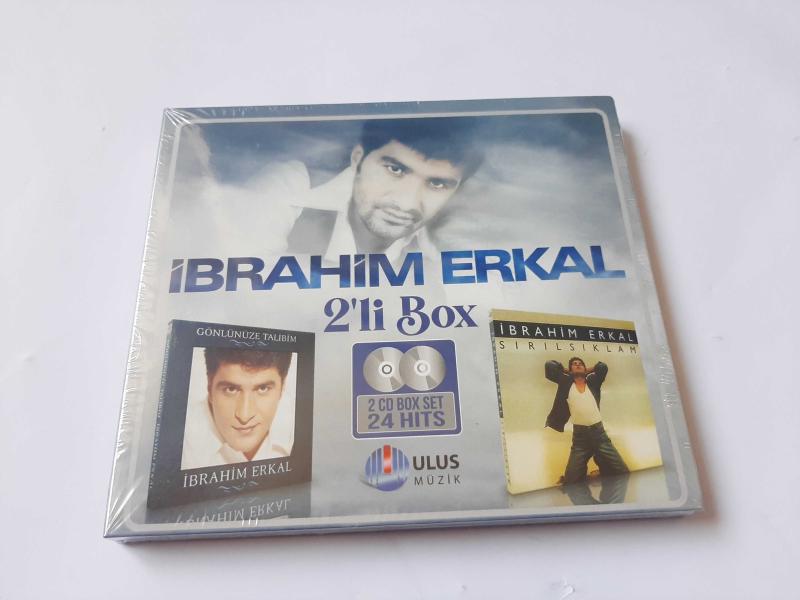 İBRAHİM ERKAL
2'li Box
GÖNLÜNÜZE TALİBİM
İBRAHİM ERKAL
2 CD BOX SET
24 HITS
ULUS
MÜZİK
İBRAHİM ERKAL
SIRILSIKLAM